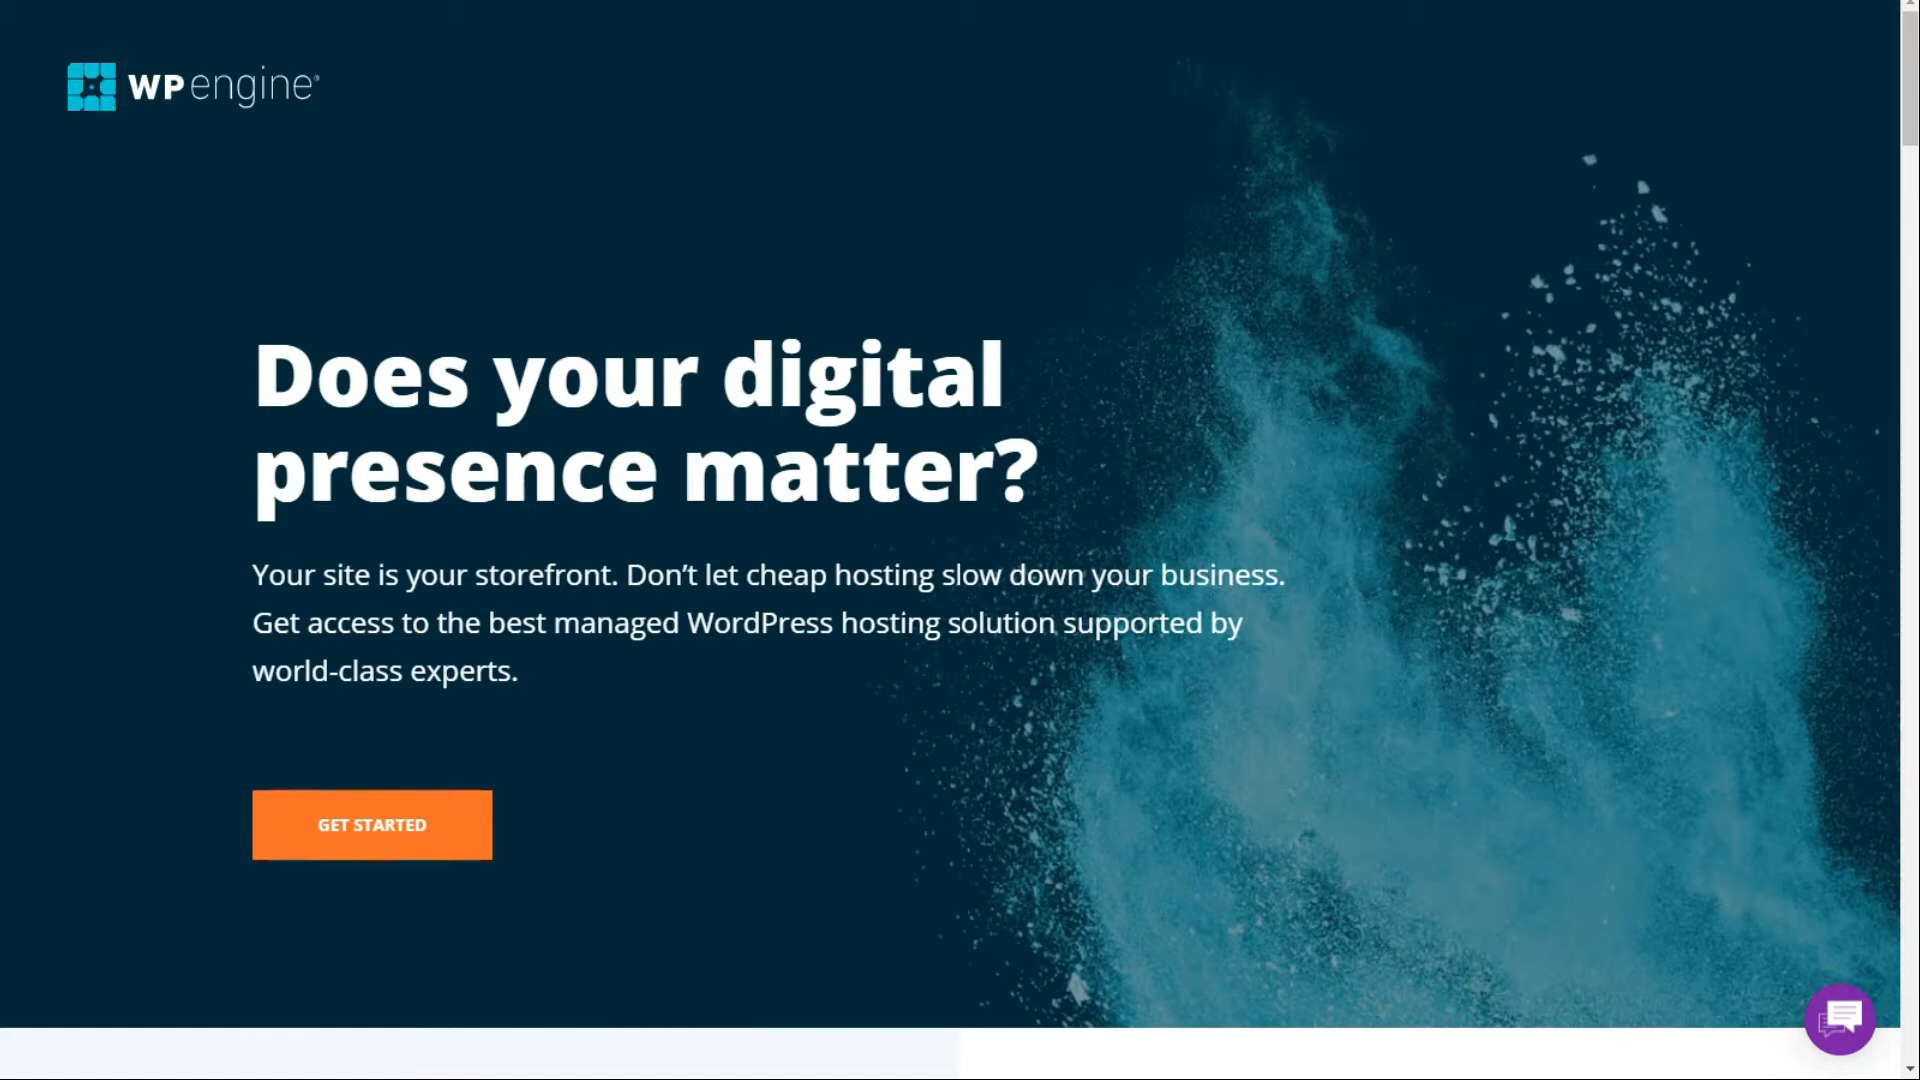 WPengine®
Does your digital
presence matter?
Your site is your storefront. Don’t let cheap hosting slow down your business.
Get access to the best managed WordPress hosting solution supported by
world-class experts.
GET STARTED